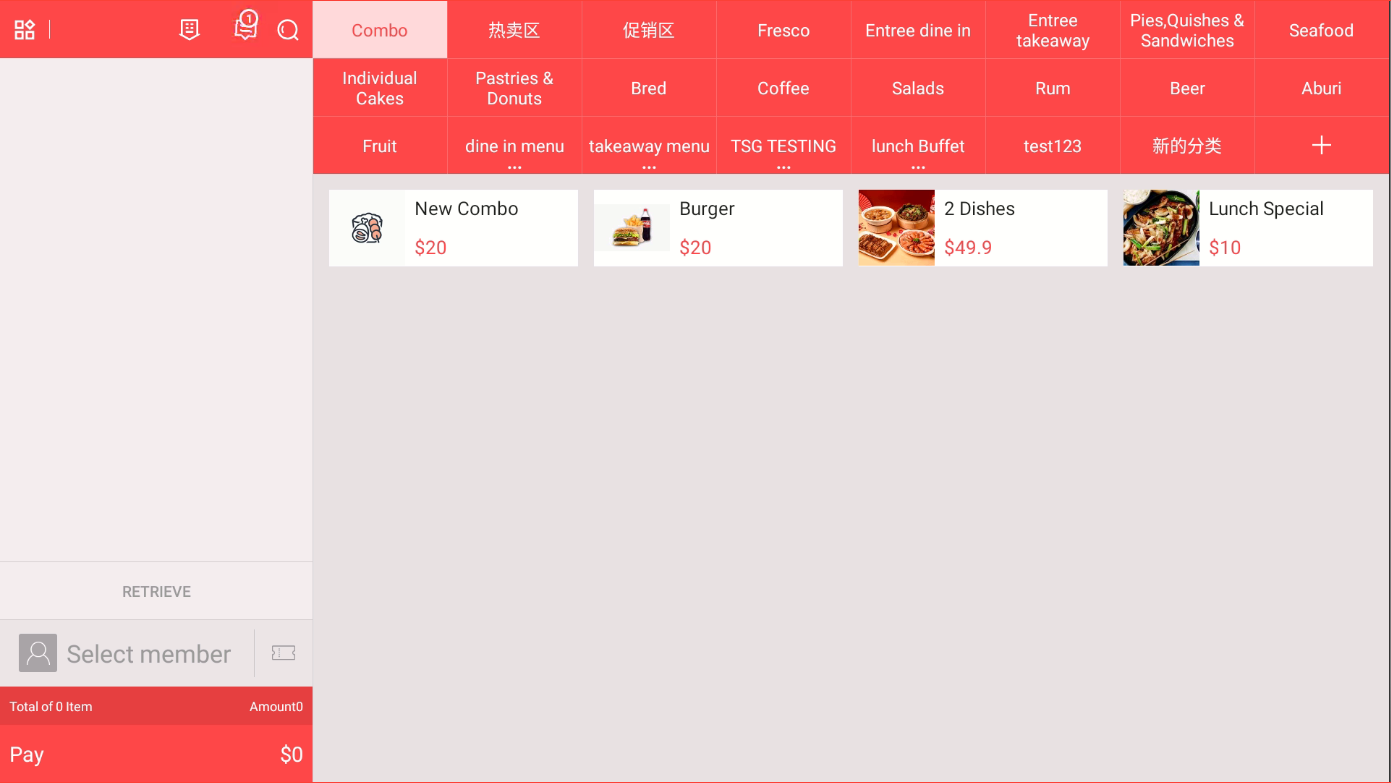 1
Combo
热卖区
促销区
Fresco
Entree dine in
Entree
takeaway
Pies,Quishes &
Sandwiches
Seafood
Individual
Cakes
Pastries &
Donuts
Bred
Coffee
Salads
Rum
Beer
Aburi
Fruit
dine in menu
...
takeaway menu
...
TSG TESTING
...
lunch Buffet
...
test123
新的分类
+
New Combo
$20
Burger
$20
2 Dishes
$49.9
Lunch Special
$10
RETRIEVE
Select member
Total of 0 Item
Amount0
Pay
$0